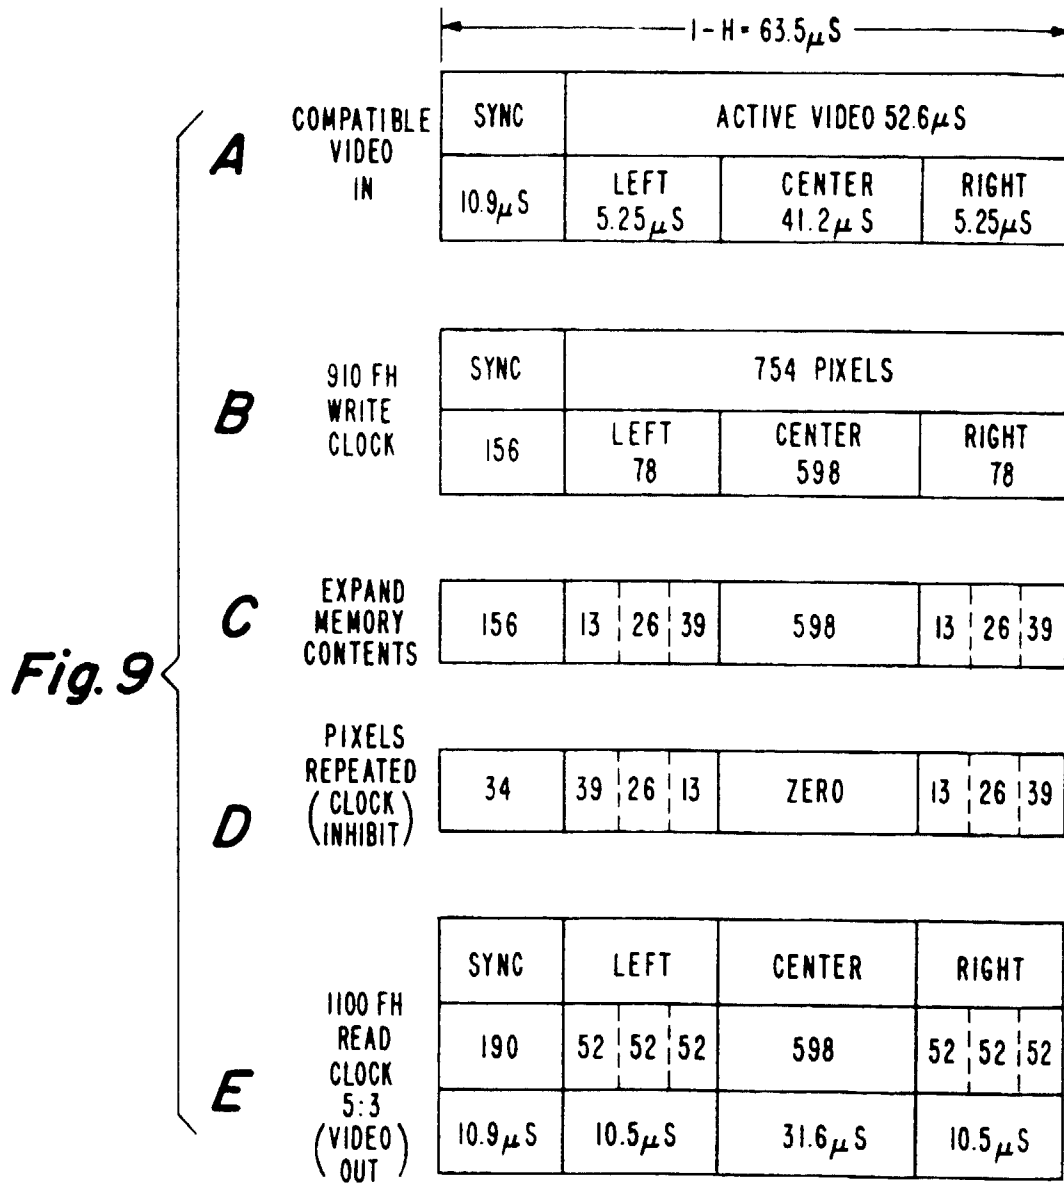 1-H = 63.5µS
A
COMPATIBLE
VIDEO
IN
SYNC
ACTIVE VIDEO 52.6µS
10.9µS
LEFT
5.25µS
CENTER
41.2µS
RIGHT
5.25µS
B
910 FH
WRITE
CLOCK
SYNC
754 PIXELS
156
LEFT
78
CENTER
598
RIGHT
78
C
EXPAND
MEMORY
CONTENTS
156
13 26 39
598
13 26 39
Fig. 9
D
PIXELS
REPEATED
(CLOCK
INHIBIT)
34
39 26 13
ZERO
13 26 39
E
1100 FH
READ
CLOCK
5:3
(VIDEO
OUT)
SYNC
LEFT
CENTER
RIGHT
190
52 52 52
598
52 52 52
10.9µS
10.5µS
31.6µS
10.5µS